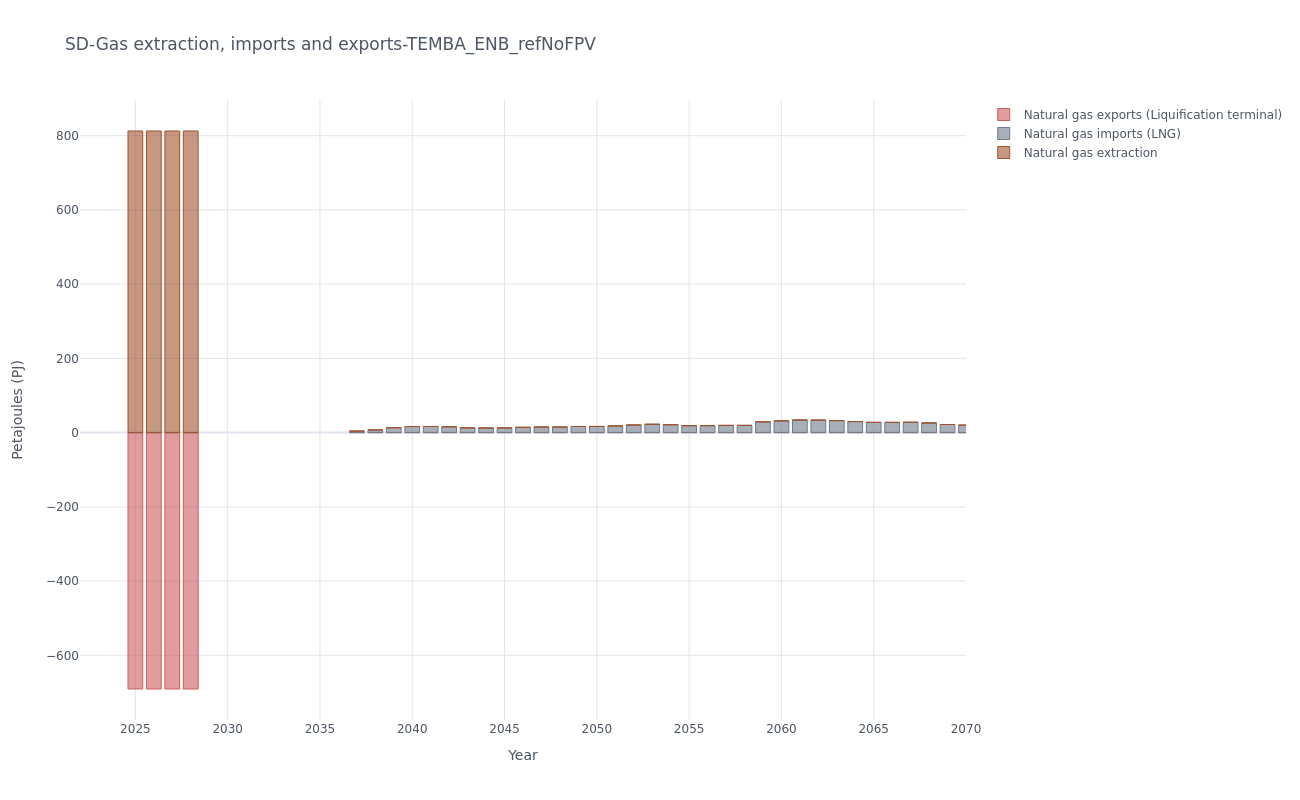 SD-Gas extraction, imports and exports-TEMBA_ENB_refNoFPV
Natural gas exports (Liquification terminal)
Natural gas imports (LNG)
Natural gas extraction
Petajoules (PJ)
800
600
400
200
0
−200
−400
−600
2025 2030 2035 2040 2045 2050 2055 2060 2065 2070
Year